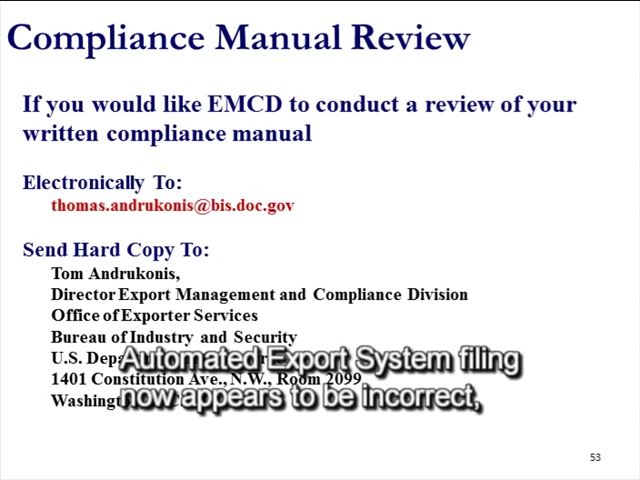 Compliance Manual Review
If you would like EMCD to conduct a review of your
written compliance manual
Electronically To:
thomas.andrukonis@bis.doc.gov
Send Hard Copy To:
Tom Andrukonis,
Director Export Management and Compliance Division
Office of Exporter Services
Bureau of Industry and Security
U.S.
Automated Export System filing
1401 Constitution Ave., N.W., Room 2099
now appears to be incorrect,
53